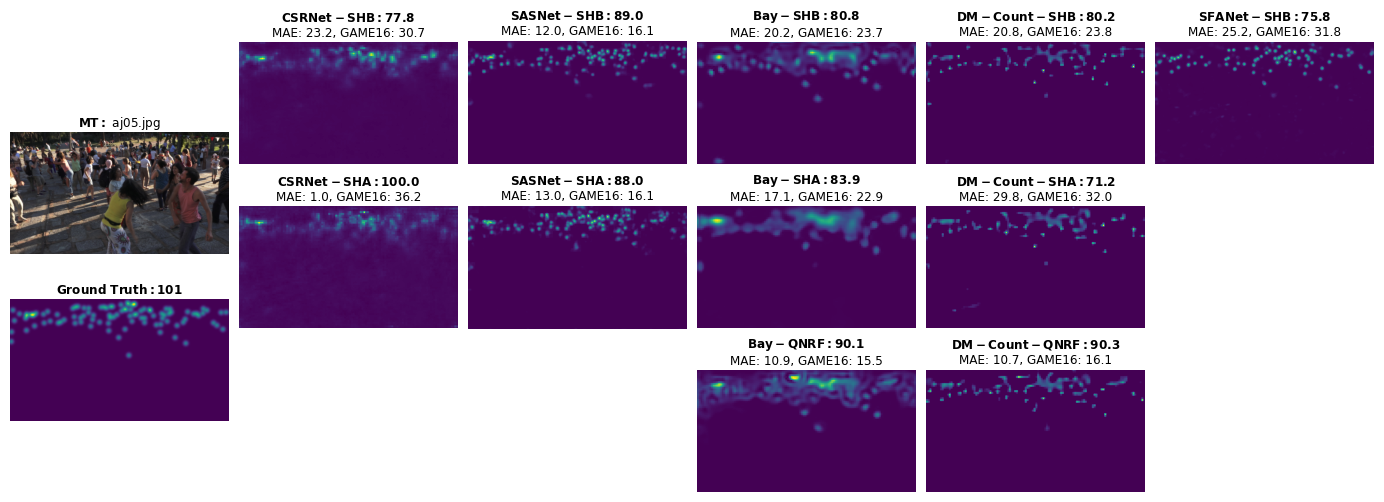 CSRNet − SHB : 77.8
MAE: 23.2, GAME16: 30.7
SASNet − SHB : 89.0
MAE: 12.0, GAME16: 16.1
Bay − SHB : 80.8
MAE: 20.2, GAME16: 23.7
DM − Count − SHB : 80.2
MAE: 20.8, GAME16: 23.8
SFANet − SHB : 75.8
MAE: 25.2, GAME16: 31.8
MT : aj05.jpg
CSRNet − SHA : 100.0
MAE: 1.0, GAME16: 36.2
SASNet − SHA : 88.0
MAE: 13.0, GAME16: 16.1
Bay − SHA : 83.9
MAE: 17.1, GAME16: 22.9
DM − Count − SHA : 71.2
MAE: 29.8, GAME16: 32.0
Ground Truth : 101
Bay − QNRF : 90.1
MAE: 10.9, GAME16: 15.5
DM − Count − QNRF : 90.3
MAE: 10.7, GAME16: 16.1